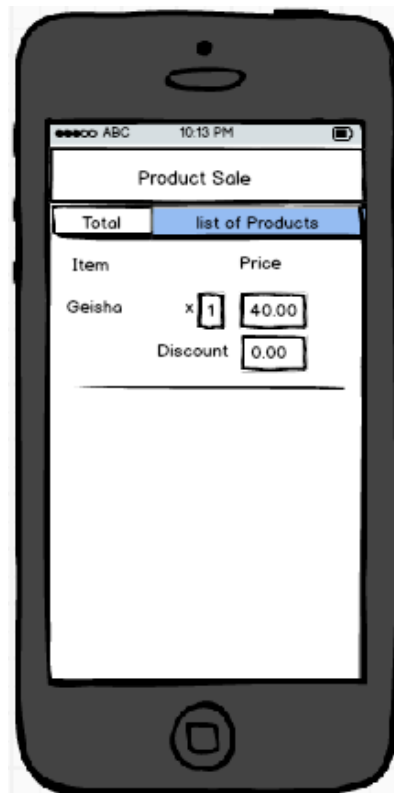 ABC 10:13 PM
Product Sale
Total list of Products
Item Price
Geisha x 1 40.00
Discount 0.00